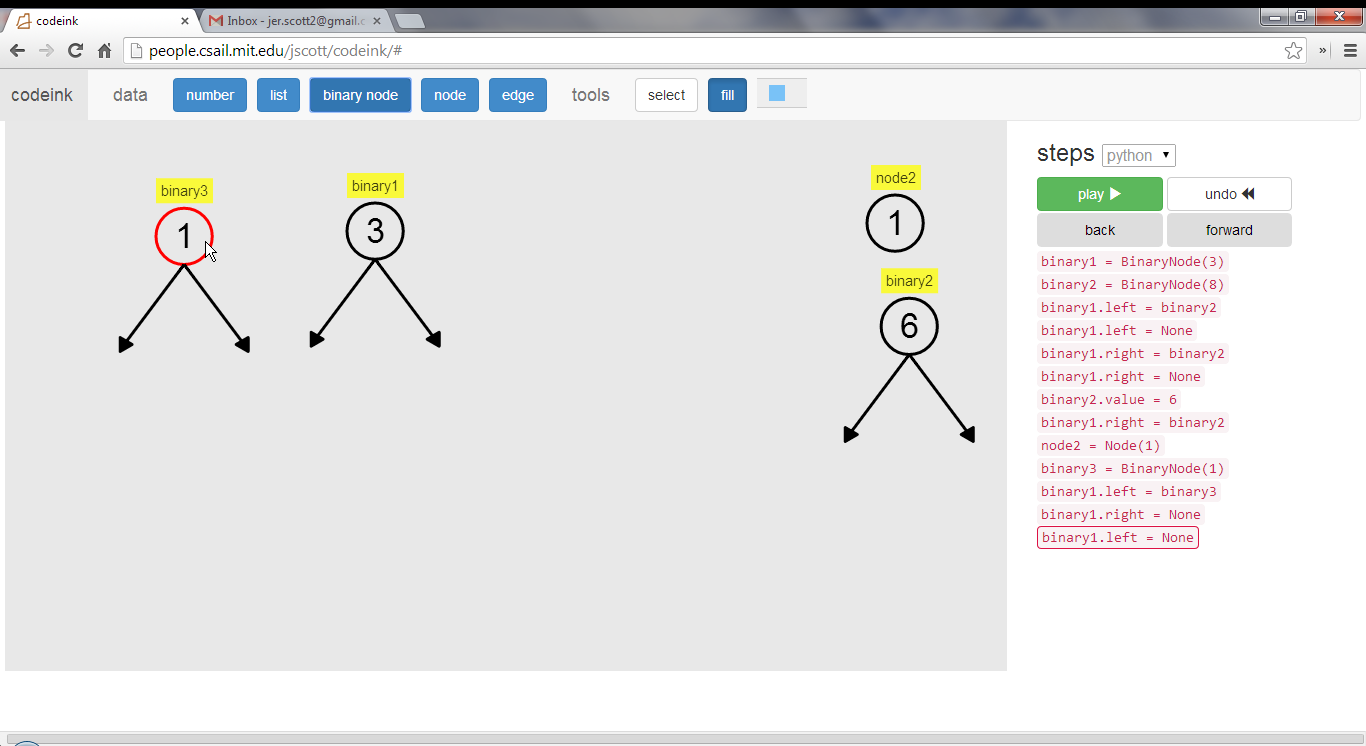 codeink
Inbox - jer.scott2@gmail.c
people.csail.mit.edu/jscott/codeink/#
codeink data number list binary node node edge tools select fill
steps python
play undo
back forward
binary1 = BinaryNode(3)
binary2 = BinaryNode(8)
binary1.left = binary2
binary1.left = None
binary1.right = binary2
binary1.right = None
binary2.value = 6
binary1.right = binary2
node2 = Node(1)
binary3 = BinaryNode(1)
binary1.left = binary3
binary1.right = None
binary1.left = None
binary3
1
binary1
3
node2
1
binary2
6